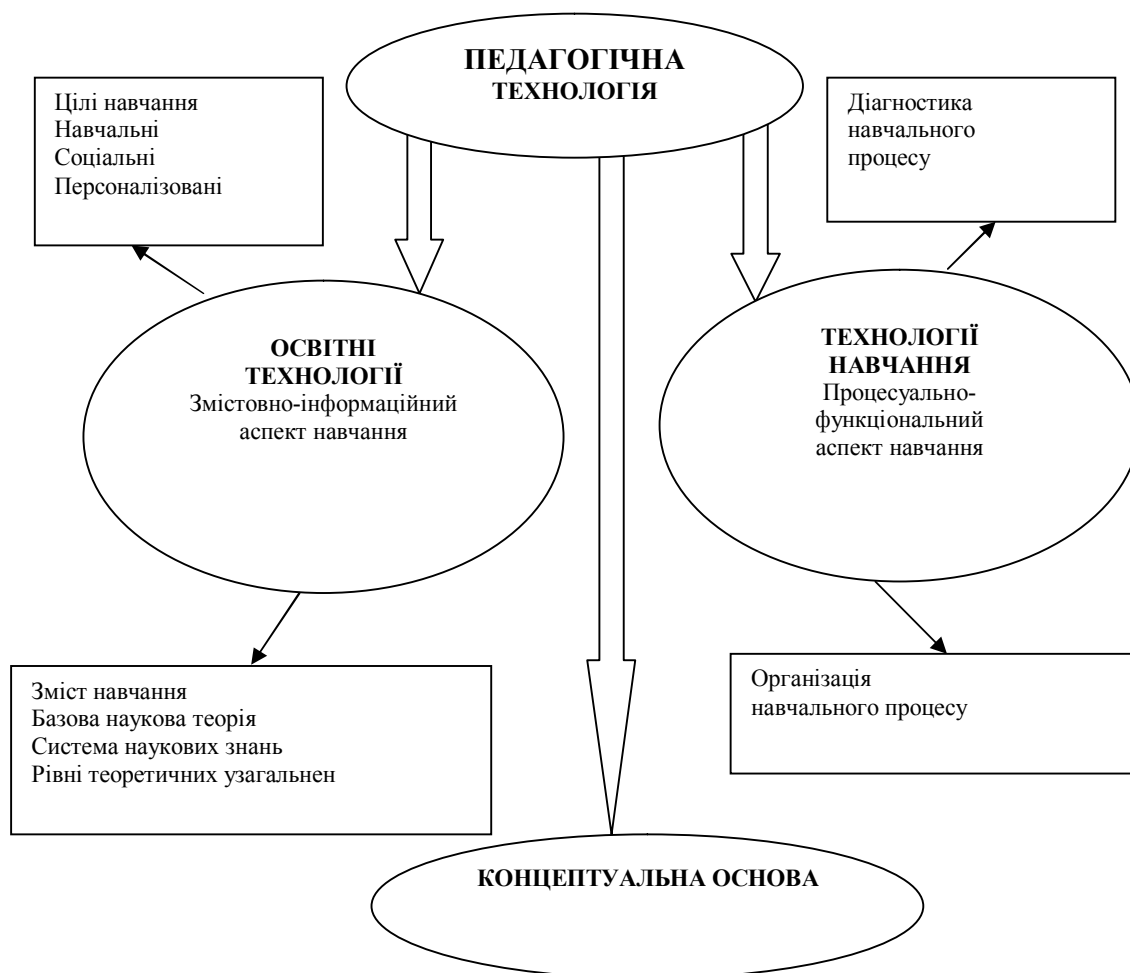 ПЕДАГОГІЧНА
ТЕХНОЛОГІЯ
Цілі навчання
Навчальні
Соціальні
Персоналізовані
Діагностика
навчального
процесу
ОСВІТНІ
ТЕХНОЛОГІЇ
Змістовно-інформаційний
аспект навчання
ТЕХНОЛОГІЇ
НАВЧАННЯ
Процесуально-
функціональний
аспект навчання
Зміст навчання
Базова наукова теорія
Система наукових знань
Рівні теоретичних узагальнен
Організація
навчального процесу
КОНЦЕПТУАЛЬНА ОСНОВА